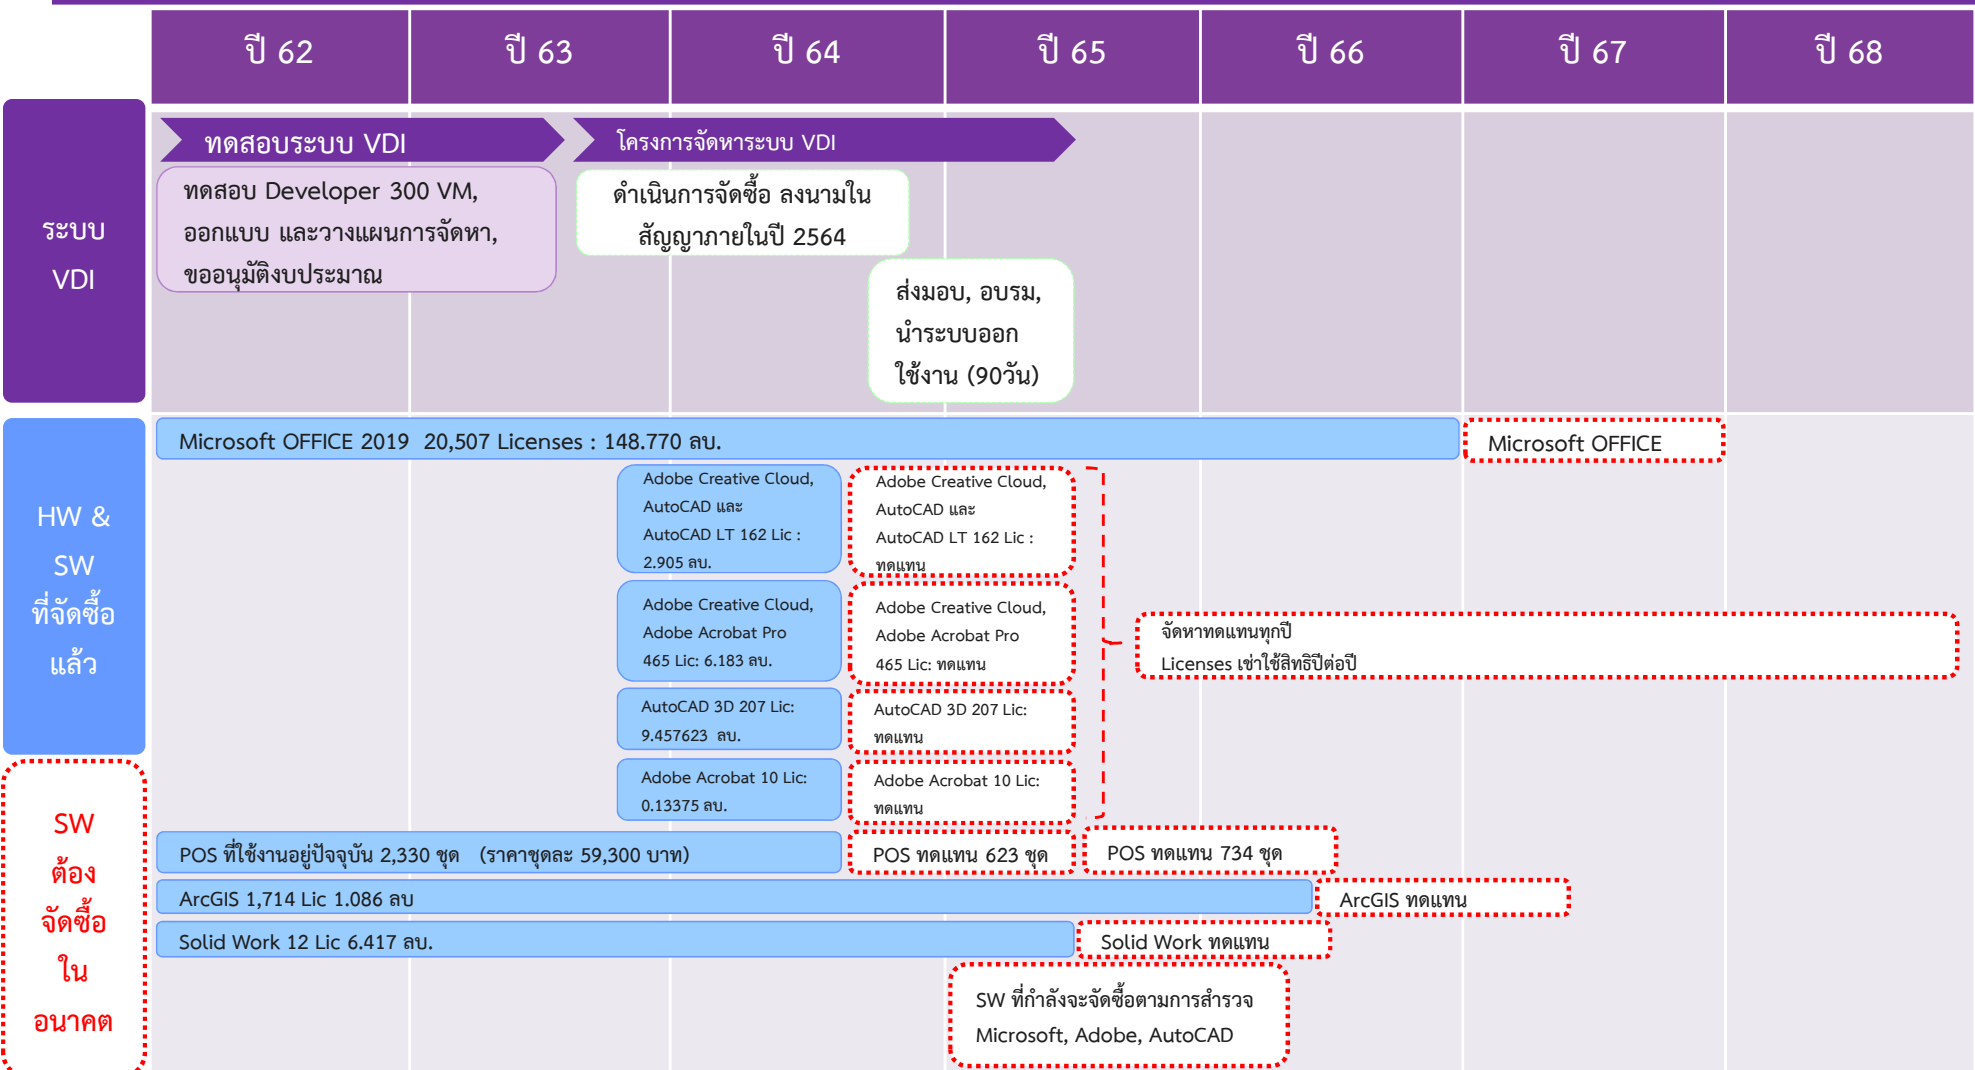 ปี 62
ปี 63
ปี 64
ปี 65
ปี 66
ปี 67
ปี 68
ระบบ
VDI
ทดสอบระบบ VDI
โครงการจัดหาระบบ VDI
ทดสอบ Developer 300 VM,
ออกแบบ และวางแผนการจัดหา,
ขออนุมัติงบประมาณ
ดำเนินการจัดซื้อ ลงนามใน
สัญญาภายในปี 2564
ส่งมอบ, อบรม,
นำระบบออก
ใช้งาน (90วัน)
HW &
SW
ที่จัดซื้อ
แล้ว
Microsoft OFFICE 2019  20,507 Licenses : 148.770 ลบ.
Microsoft OFFICE
Adobe Creative Cloud,
AutoCAD และ
AutoCAD LT 162 Lic :
2.905 ลบ.
Adobe Creative Cloud,
AutoCAD และ
AutoCAD LT 162 Lic :
ทดแทน
Adobe Creative Cloud,
Adobe Acrobat Pro
465 Lic: 6.183 ลบ.
Adobe Creative Cloud,
Adobe Acrobat Pro
465 Lic: ทดแทน
จัดหาทดแทนทุกปี
Licenses เช่าใช้สิทธิปีต่อปี
AutoCAD 3D 207 Lic:
9.457623  ลบ.
AutoCAD 3D 207 Lic:
ทดแทน
Adobe Acrobat 10 Lic:
0.13375 ลบ.
Adobe Acrobat 10 Lic:
ทดแทน
SW
ต้อง
จัดซื้อ
ใน
อนาคต
POS ที่ใช้งานอยู่ปัจจุบัน 2,330 ชุด   (ราคาชุดละ 59,300 บาท)
POS ทดแทน 623 ชุด
POS ทดแทน 734 ชุด
ArcGIS 1,714 Lic 1.086 ลบ
ArcGIS ทดแทน
Solid Work 12 Lic 6.417 ลบ.
Solid Work ทดแทน
SW ที่กำลังจะจัดซื้อตามการสำรวจ
Microsoft, Adobe, AutoCAD